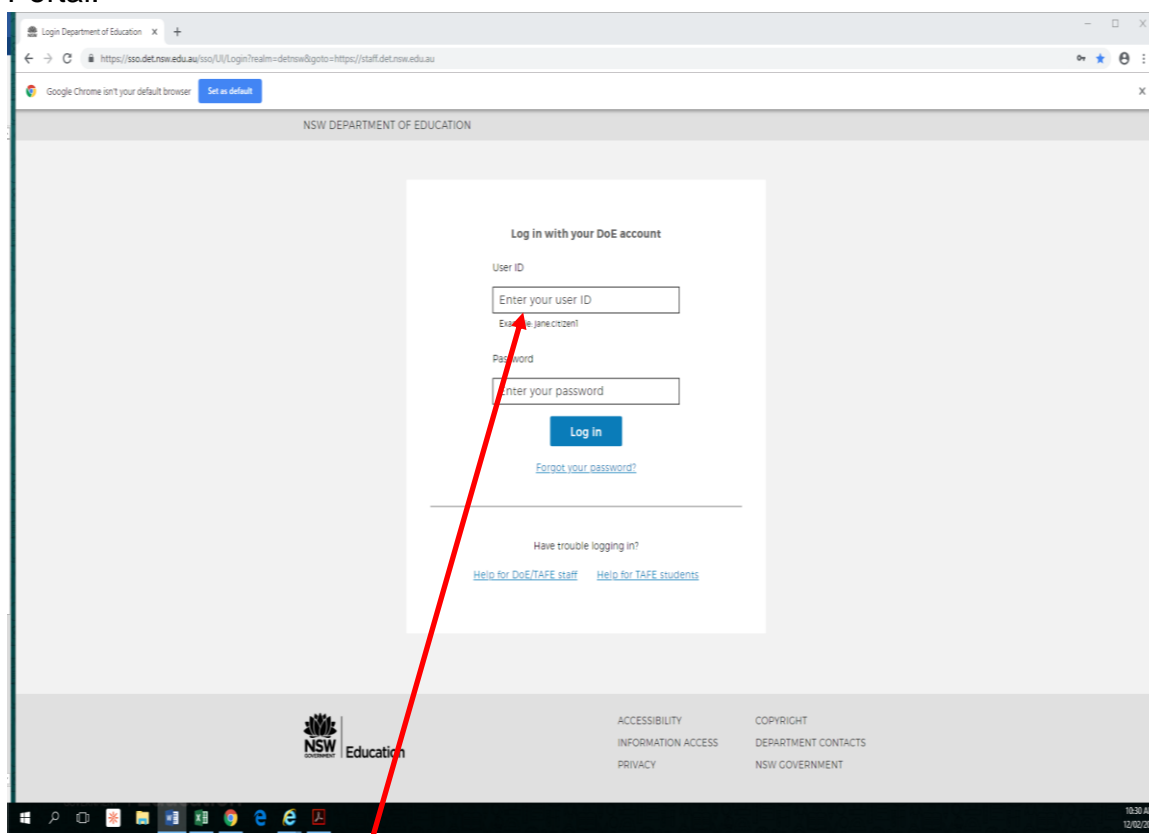 Login Department of Education x +
https://sso.det.nsw.edu.au/sso/UI/Login?realm=detnsw&goto=https://staff.det.nsw.edu.au
Google Chrome isn't your default browser Set as default x
NSW DEPARTMENT OF EDUCATION
Log in with your DoE account
User ID
Enter your user ID
jane.citizen1
Password
Enter your password
Log in
Forgot your password?
Have trouble logging in?
Help for DoE/TAFE staff Help for TAFE students
ACCESSIBILITY COPYRIGHT
NSW GOVERNMENT Education INFORMATION ACCESS DEPARTMENT CONTACTS
PRIVACY NSW GOVERNMENT
10:30 A
12/02/20